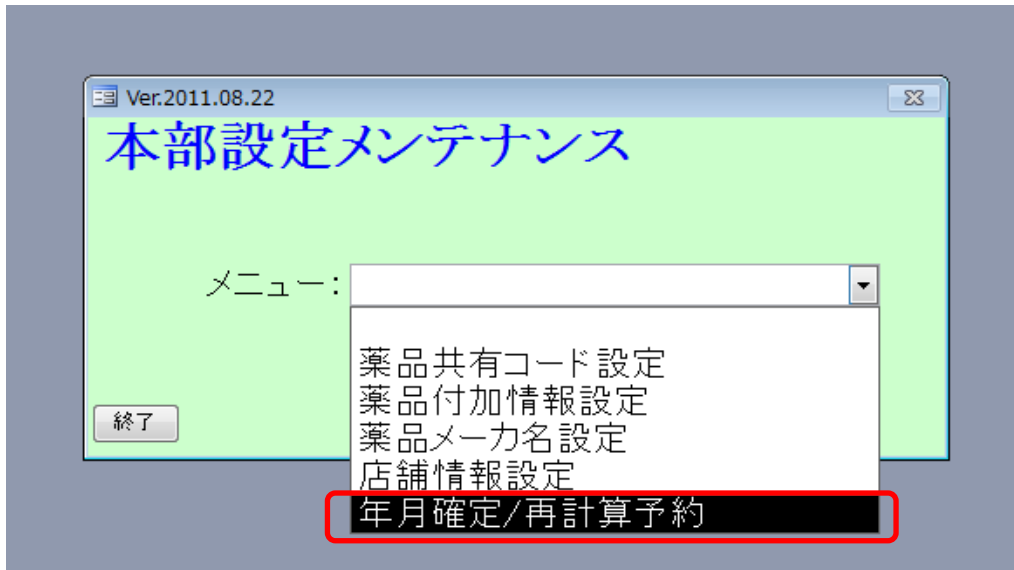 Ver.2011.08.22
本部設定メンテナンス
メニュー:
薬品共有コード設定
薬品付加情報設定
薬品メーカ名設定
終了
店舗情報設定
年月確定/再計算予約